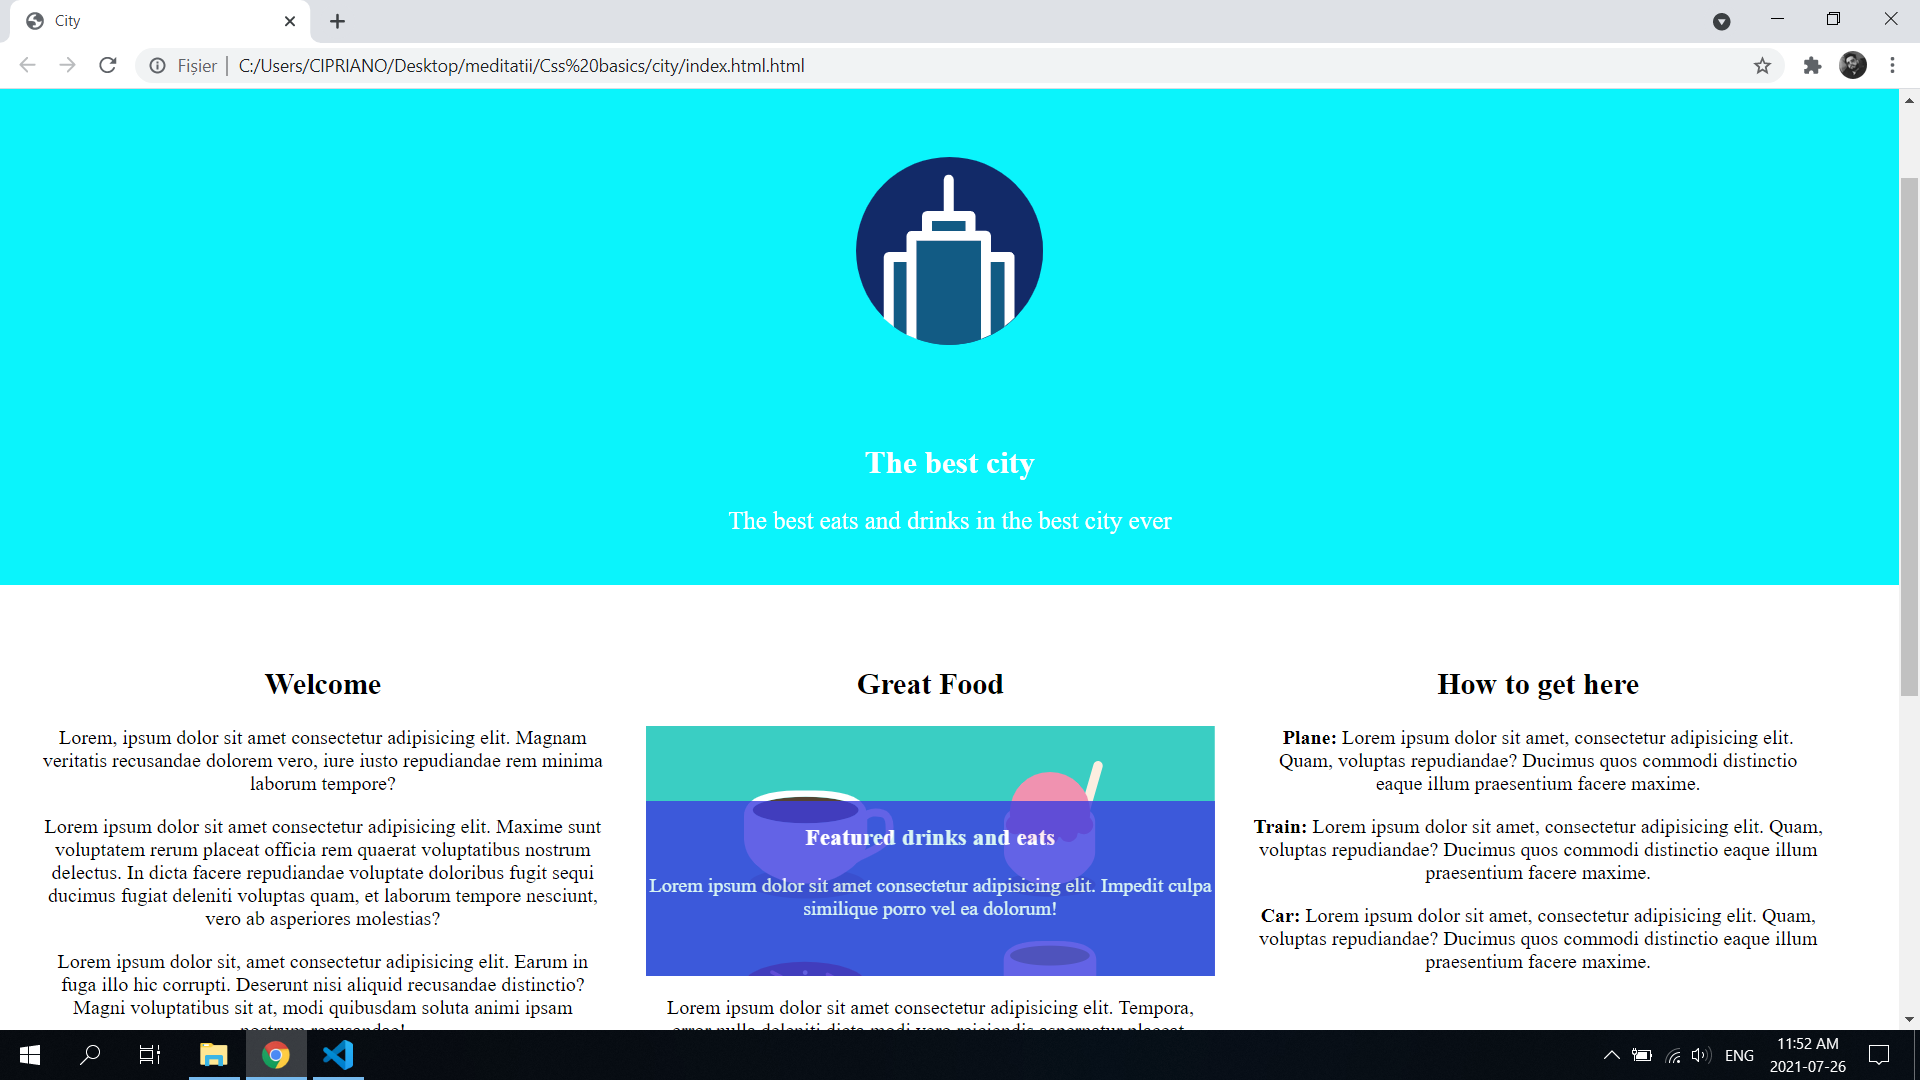 City
Fișier | C:/Users/CIPRIANO/Desktop/meditatii/Css%20basics/city/index.html.html
The best city
The best eats and drinks in the best city ever
Welcome
Lorem, ipsum dolor sit amet consectetur adipisicing elit. Magnam
veritatis recusandae dolorem vero, iure iusto repudiandae rem minima
laborum tempore?
Lorem ipsum dolor sit amet consectetur adipisicing elit. Maxime sunt
voluptatem rerum placeat officia rem quaerat voluptatibus nostrum
delectus. In dicta facere repudiandae voluptate doloribus fugit sequi
ducimus fugiat deleniti voluptas quam, et laborum tempore nesciunt,
vero ab asperiores molestias?
Lorem ipsum dolor sit, amet consectetur adipisicing elit. Earum in
fuga illo hic corrupti. Deserunt nisi aliquid recusandae distinctio?
Magni voluptatibus sit at, modi quibusdam soluta animi ipsam
nostrum recusandae!
Great Food
Featured drinks and eats
Lorem ipsum dolor sit amet consectetur adipisicing elit. Impedit culpa
similique porro vel ea dolorum!
Lorem ipsum dolor sit amet consectetur adipisicing elit. Tempora,
error nulla deleniti dicta modi vero reiciendis aspernatur placeat
How to get here
Plane: Lorem ipsum dolor sit amet, consectetur adipisicing elit.
Quam, voluptas repudiandae? Ducimus quos commodi distinctio
eaque illum praesentium facere maxime.
Train: Lorem ipsum dolor sit amet, consectetur adipisicing elit. Quam,
voluptas repudiandae? Ducimus quos commodi distinctio eaque illum
praesentium facere maxime.
Car: Lorem ipsum dolor sit amet, consectetur adipisicing elit. Quam,
voluptas repudiandae? Ducimus quos commodi distinctio eaque illum
praesentium facere maxime.
ENG
11:52 AM
2021-07-26